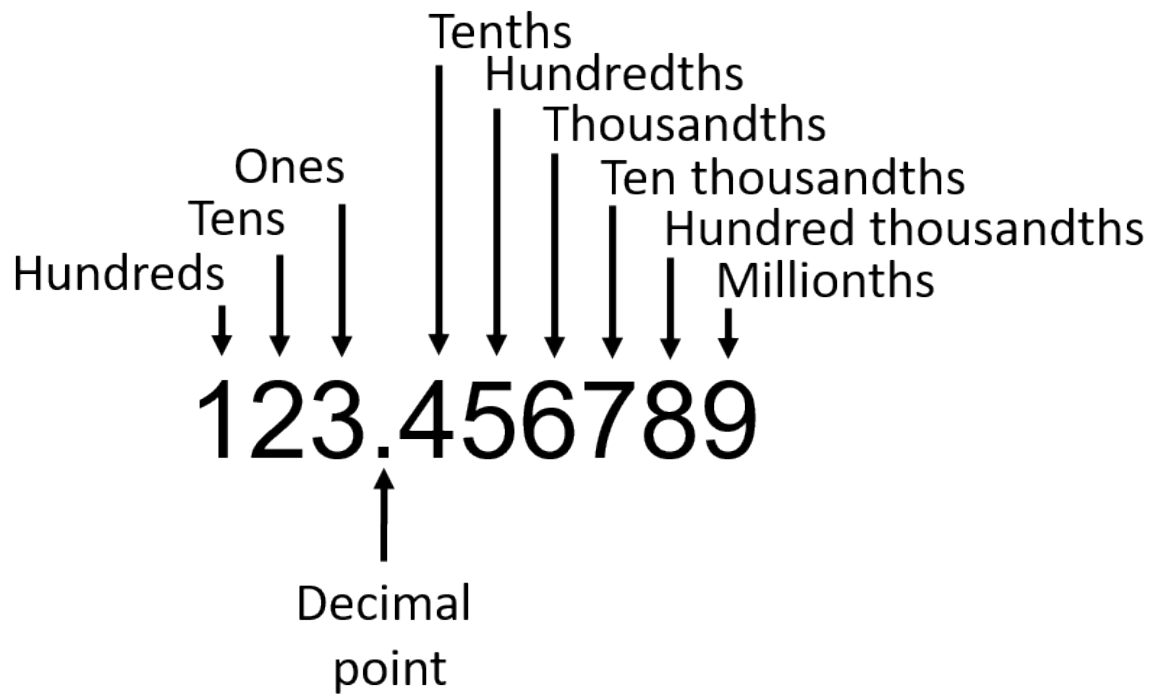 Tenths
Hundredths
Thousandths
Ones
Ten thousandths
Tens
Hundred thousandths
Hundreds
Millionths
123.456789
Decimal
point